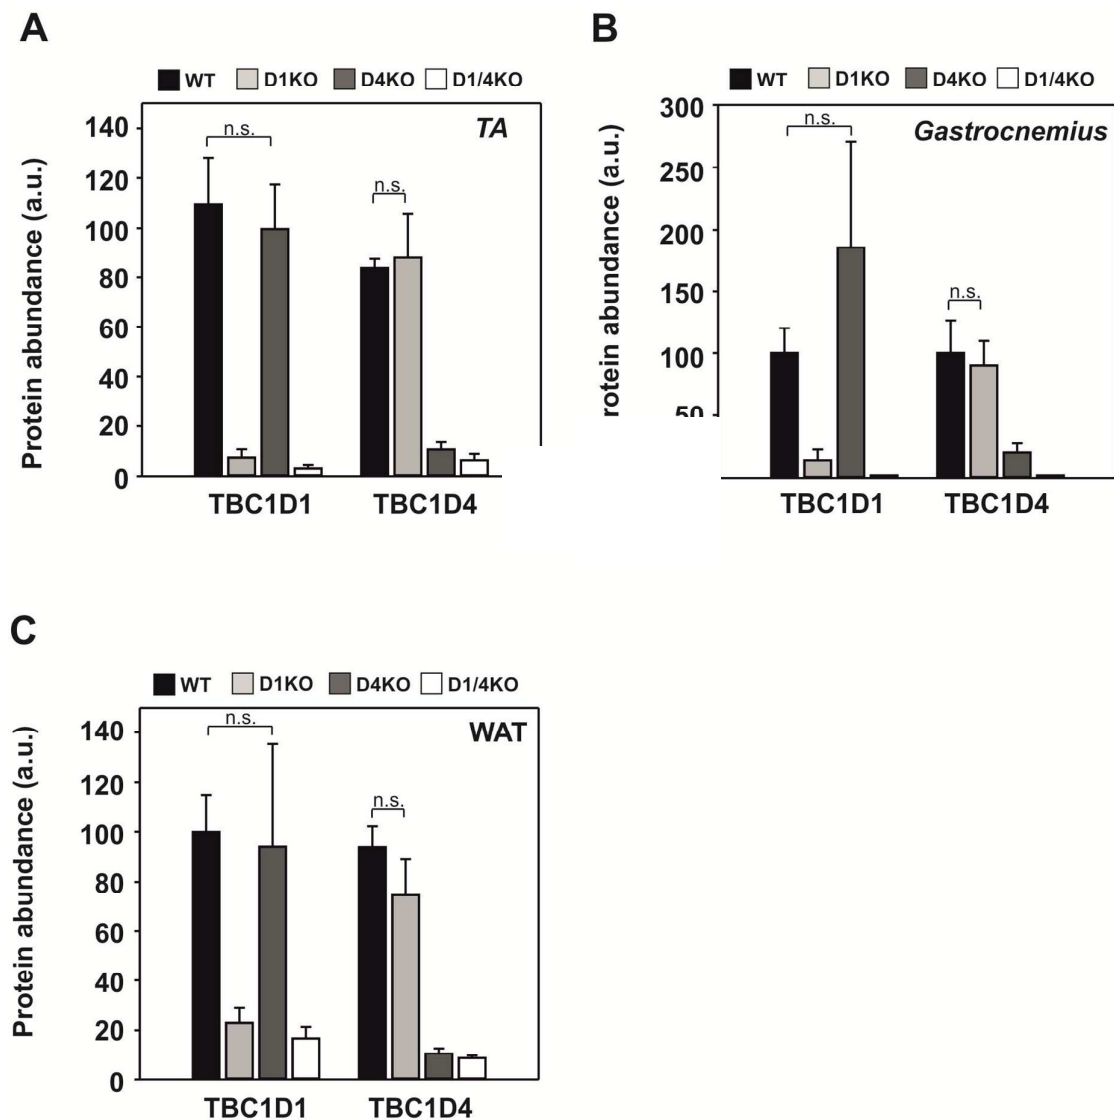 A
WT D1KO D4KO D1/4KO
TA
n.s.
n.s.
Protein abundance (a.u.)
140
120
100
80
60
40
20
0
TBC1D1 TBC1D4
B
WT D1KO D4KO D1/4KO
Gastrocnemius
n.s.
n.s.
rotein abundance (a.u.)
300
250
200
150
100
50
TBC1D1 TBC1D4
C
WT D1KO D4KO D1/4KO
WAT
n.s.
n.s.
Protein abundance (a.u.)
140
120
100
80
60
40
20
0
TBC1D1 TBC1D4